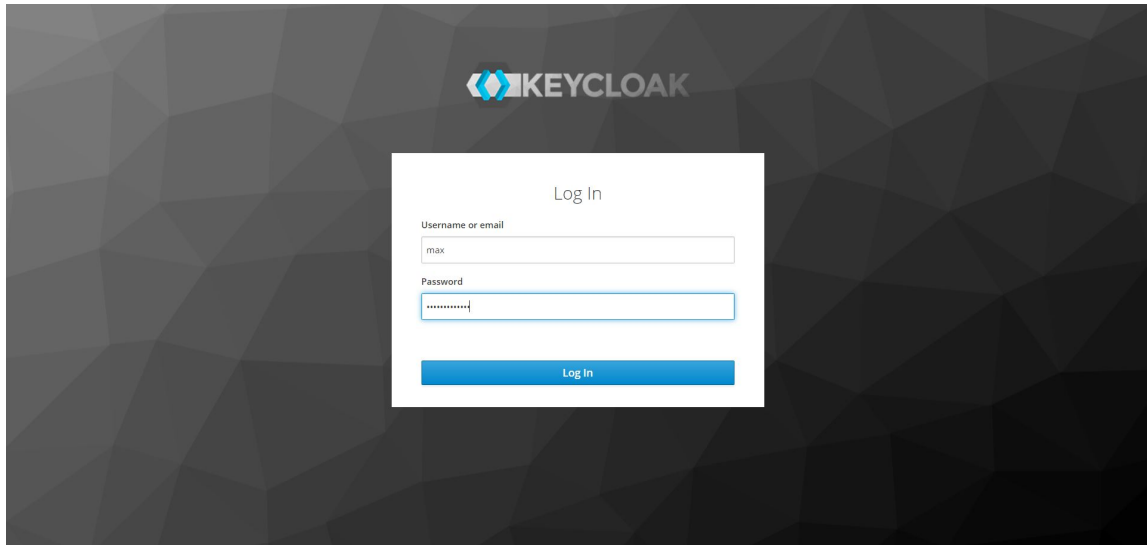 KEYCLOAK
Log In
Username or email
max
Password
•••••••••••••
Log In